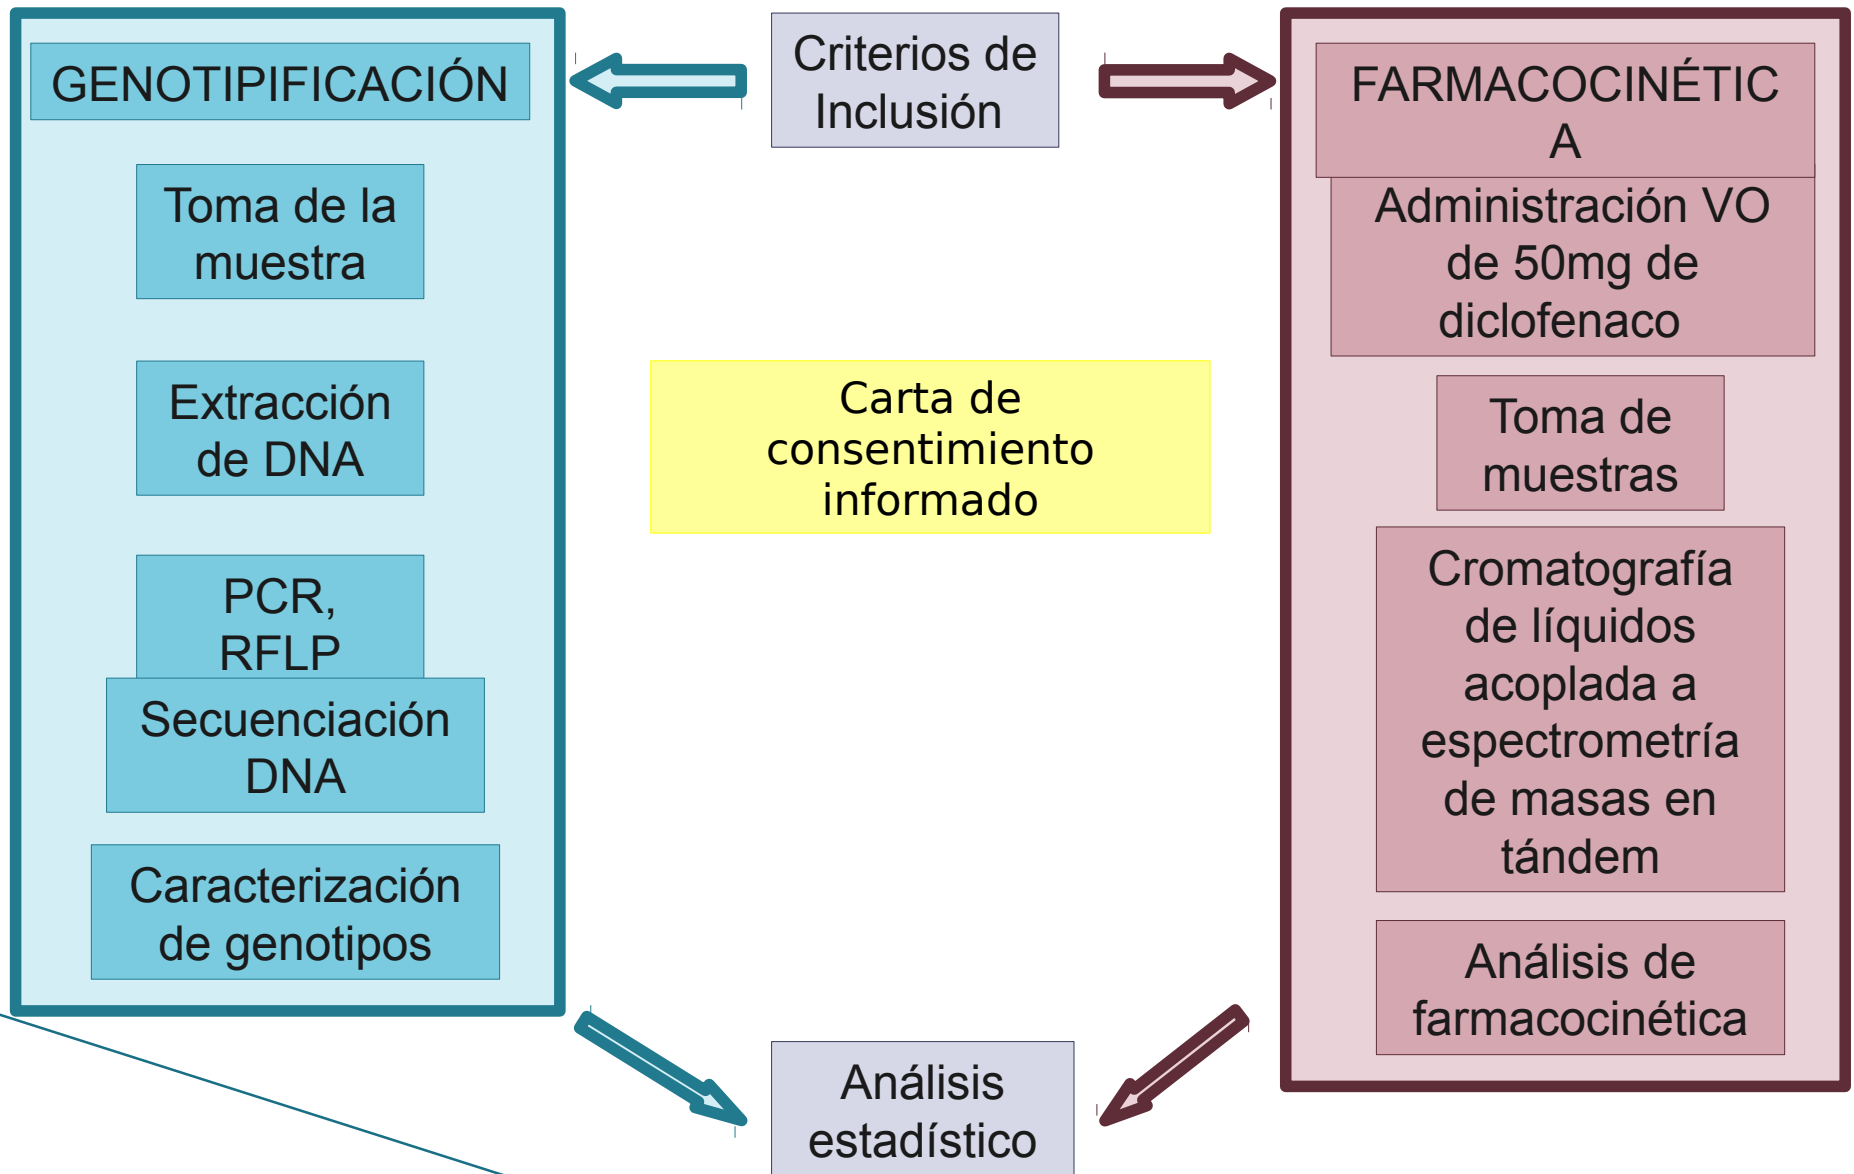 GENOTIPIFICACIÓN
Toma de la
muestra
Extracción
de DNA
PCR,
RFLP
Secuenciación
DNA
Caracterización
de genotipos
Criterios de
Inclusión
Carta de
consentimiento
informado
Análisis
estadístico
FARMACOCINÉTIC
A
Administración VO
de 50mg de
diclofenaco
Toma de
muestras
Cromatografía
de líquidos
acoplada a
espectrometría
de masas en
tándem
Análisis de
farmacocinética